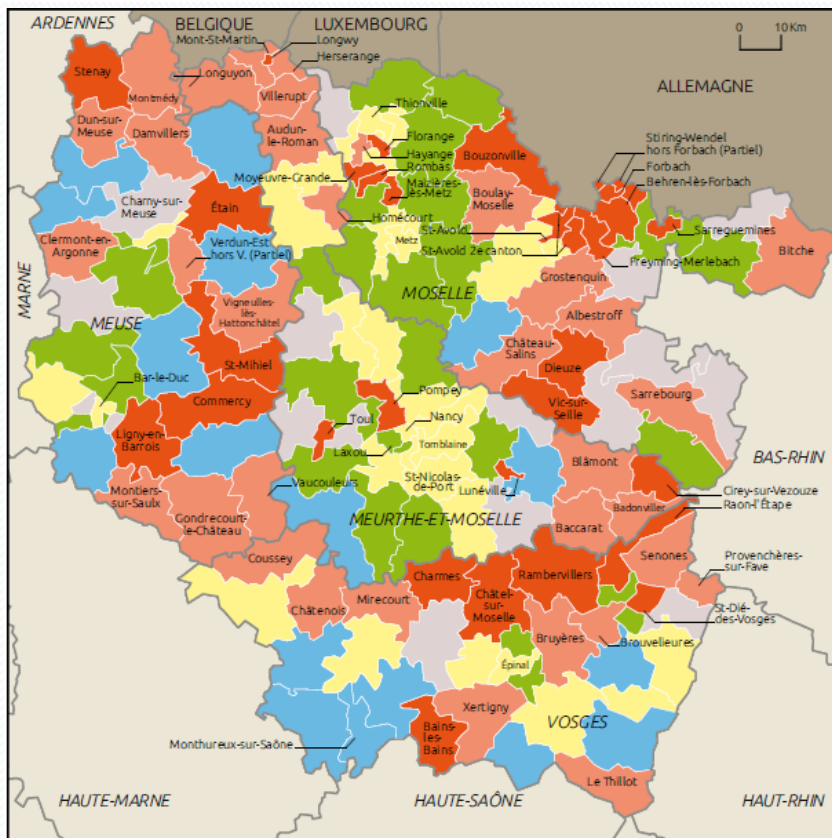 ARDENNES
BELGIQUE
LUXEMBOURG
Mont-St-Martin
Longwy
Herserange
0
10 Km
Stenay
Longuyon
Montmédy
Villerupt
ALLEMAGNE
Thionville
Dun-sur-
Meuse
Damvillers
Audun-
le-Roman
Florange
Hayange
Rombas
Bouzonville
Stiring-Wendel
hors Forbach (Partiel)
Forbach
Behren-lès-Forbach
Moyeuvre-Grande
Maizières-
lès-Metz
Boulay-
Moselle
Charny-sur-
Meuse
Étain
Homécourt
St-Avold
Sarreguemines
Clermont-en-
Argonne
Verdun-Est
hors V. (Partiel)
Metz
St-Avold 2e canton
Bitche
Freyming-Merlebach
Grostenquin
MARNE
MOSELLE
Vigneulles-
lès-
Hattonchâtel
Albestroff
MEUSE
Château-
Salins
Dieuze
St-Mihiel
Bar-le-Duc
Commercy
Pompey
Vic-sur-
Seille
Sarrebourg
Toul
Nancy
Ligny-en-
Barrois
Laxou
Tomblaine
BAS-RHIN
Blâmont
St-Nicolas-
de-Port
Vaucouleurs
Lunéville
Cirey-sur-Vezouze
Montiers-
sur-Saulx
Badonviller
Raon-l'Étape
Gondrecourt-
le-Château
MEURTHE-ET-MOSELLE
Baccarat
Senones
Provenchères-
sur-Fave
Coussey
Charmes
Rambervillers
Châtenois
Mirecourt
Châtel-
sur-
Moselle
St-Dié-
des-Vosges
Bruyères
Brouvelieures
Épinal
Xertigny
VOSGES
Monthureux-sur-Saône
Bains-
les-
Bains
Le Thillot
HAUTE-MARNE
HAUTE-SAÔNE
HAUT-RHIN